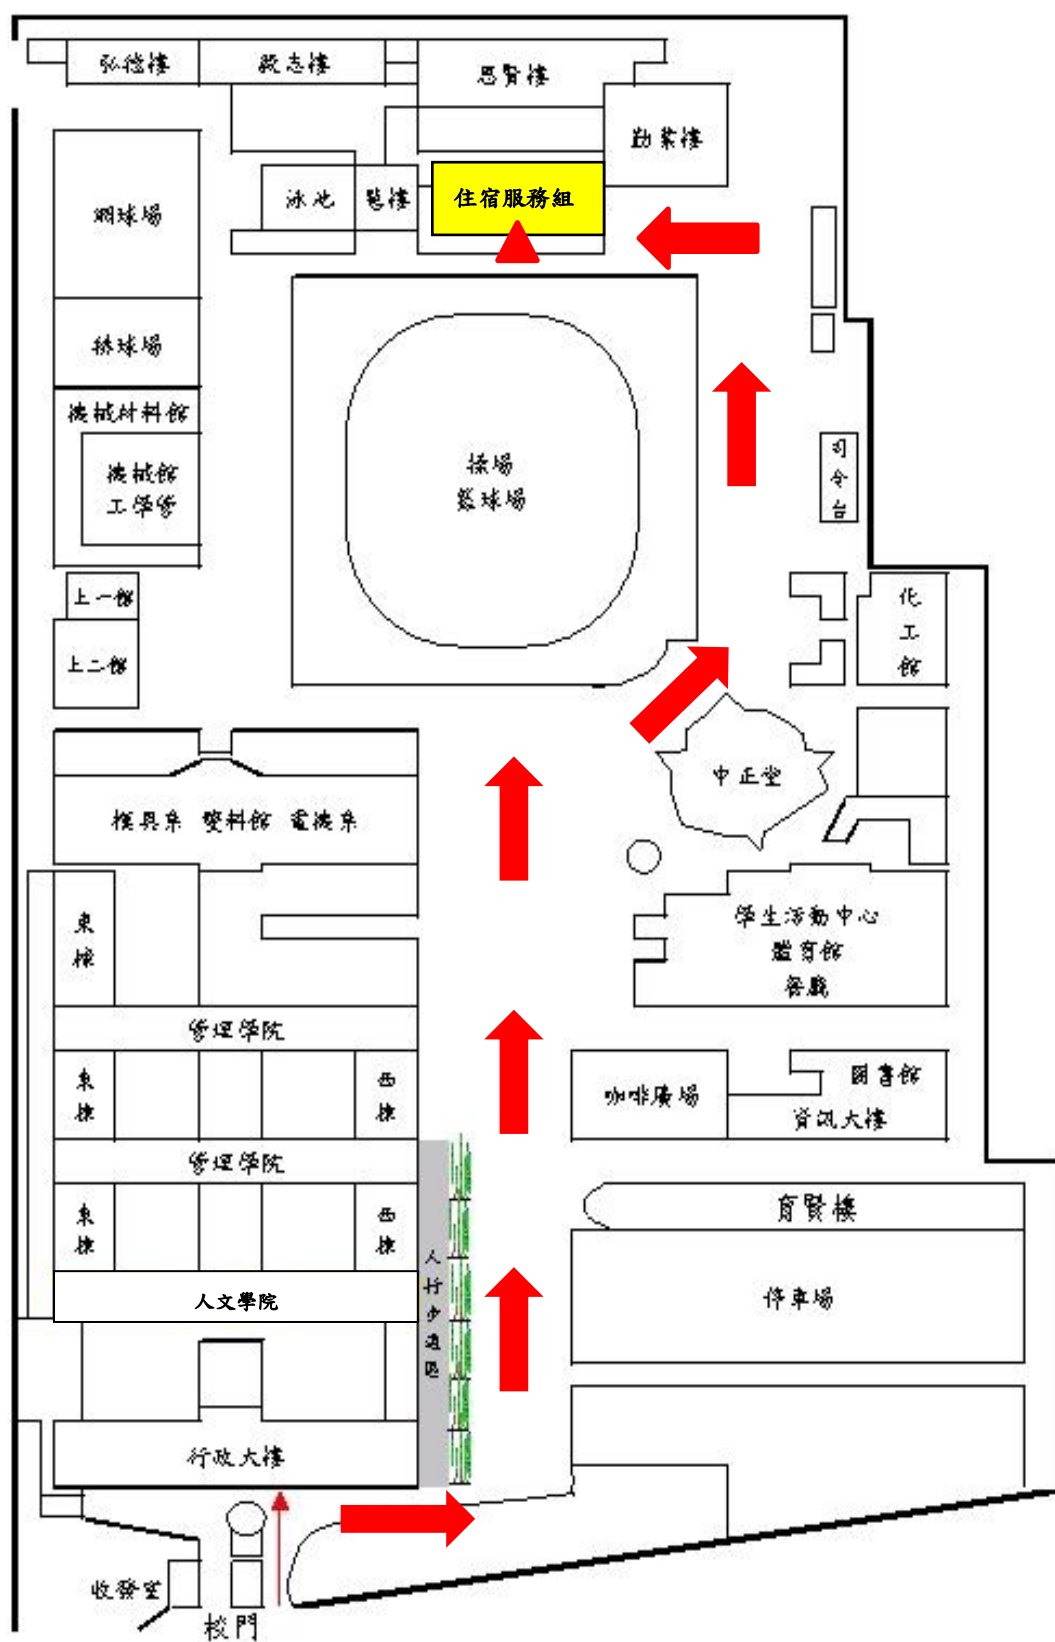 弘德樓
毅志樓
思賢樓
勤業樓
泳池
住宿服務組
網球場
排球場
機械材料館
機械館
工學院
操場
籃球場
司令台
上一館
上二館
化工館
中正堂
模具系 雙料館 電機系
東棟
學生活動中心
體育館
餐廳
管理學院
東棟
西棟
咖啡廣場
圖書館
資訊大樓
管理學院
東棟
西棟
人行步道區
育賢樓
人文學院
停車場
行政大樓
收發室
校門